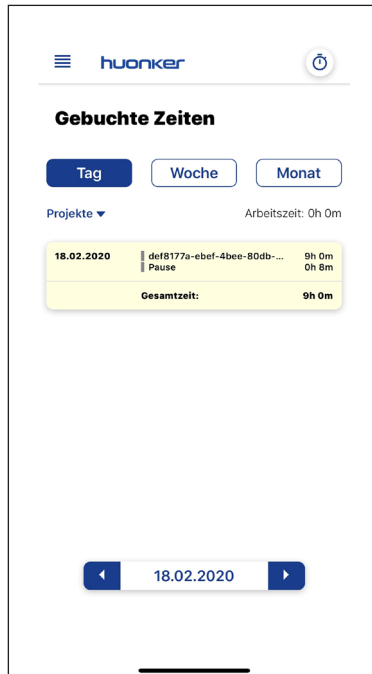 huonker
Gebuchte Zeiten
Tag Woche Monat
Projekte Arbeitszeit: 0h 0m
18.02.2020 def8177a-ebef-4bee-80db-... 9h 0m
Pause 0h 8m
Gesamtzeit: 9h 0m
18.02.2020